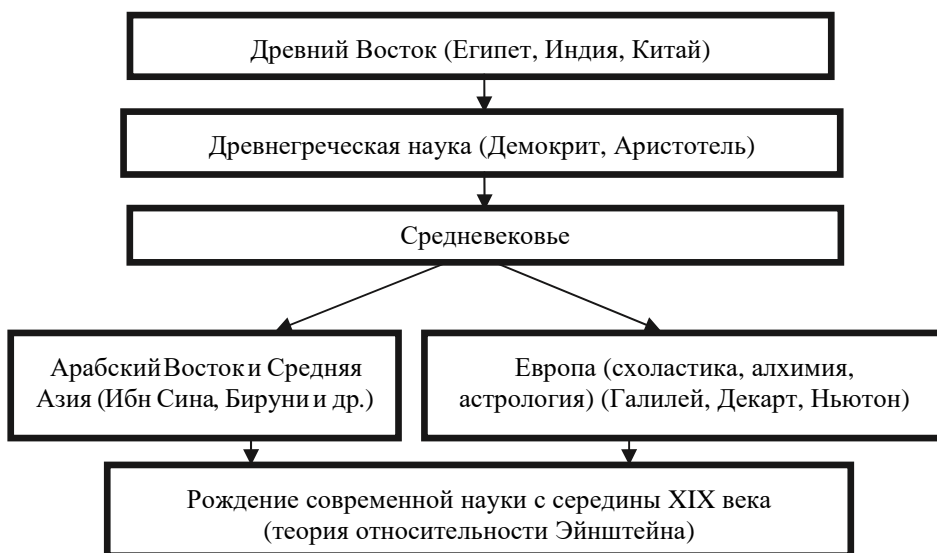 Древний Восток (Египет, Индия, Китай)
Древнегреческая наука (Демокрит, Аристотель)
Средневековье
Арабский Восток и Средняя
Азия (Ибн Сина, Бируни и др.)
Европа (схоластика, алхимия,
астрология) (Галилей, Декарт, Ньютон)
Рождение современной науки с середины XIX века
(теория относительности Эйнштейна)